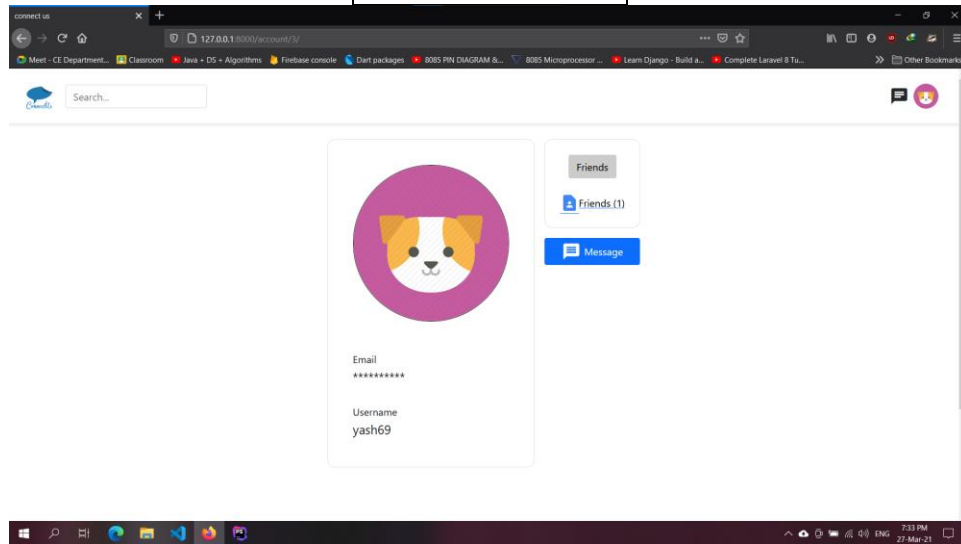 connect us
127.0.0.1:8000/account/3/
Meet - CE Department... Classroom Java + DS + Algorithms Firebase console Dart packages 8085 PIN DIAGRAM &... 8085 Microprocessor ... Learn Django - Build a... Complete Laravel 8 Tu... Other Bookmarks
Search...
Friends
Friends (1)
Message
Email
**********
Username
yash69
ENG
7:33 PM
27-Mar-21